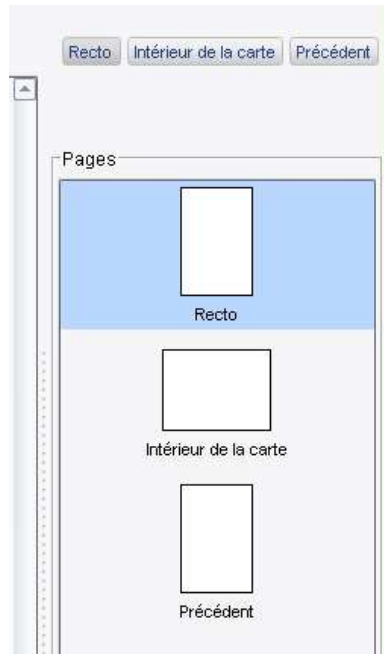 Recto Intérieur de la carte Précédent
Pages
Recto
Intérieur de la carte
Précédent